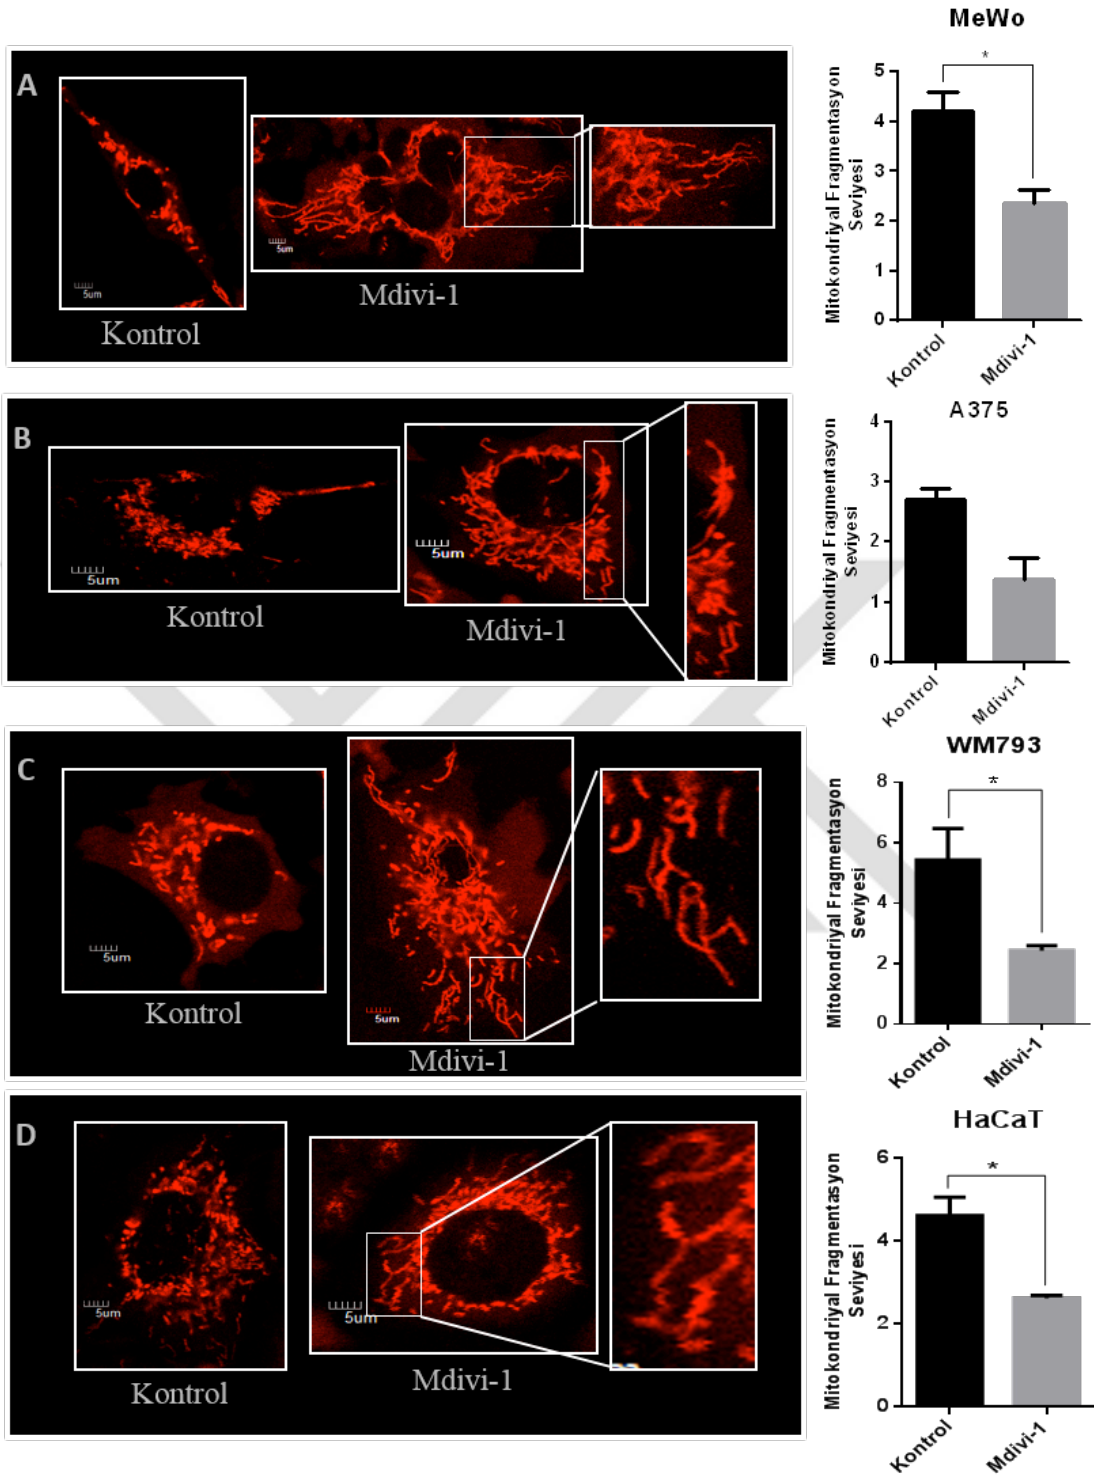 MeWo
A
5um
Kontrol
5um
Mdivi-1
Mitokondriyal Fragmentasyon
Seviyesi
5
4
3
2
1
0
*
Kontrol
Mdivi-1
B
5um
Kontrol
5um
Mdivi-1
A375
Mitokondriyal Fragmentasyon
Seviyesi
4
3
2
1
0
Kontrol
Mdivi-1
C
5um
Kontrol
5um
Mdivi-1
WM793
Mitokondriyal Fragmentasyon
Seviyesi
8
6
4
2
0
*
Kontrol
Mdivi-1
D
5um
Kontrol
5um
Mdivi-1
HaCaT
Mitokondriyal Fragmentasyon
Seviyesi
6
4
2
0
*
Kontrol
Mdivi-1